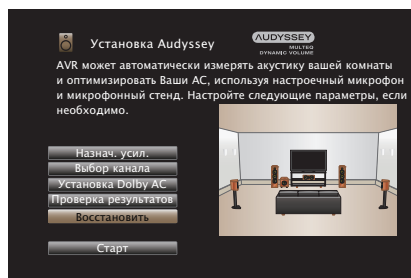 Установка Audyssey
AUDYSSEY
MULTEQ
DYNAMIC VOLUME
AVR может автоматически измерять акустику вашей комнаты
и оптимизировать Ваши АС, используя настроечный микрофон
и микрофонный стенд. Настройте следующие параметры, если
необходимо.
Назнач. усил.
Выбор канала
Установка Dolby АС
Проверка результатов
Восстановить
Старт